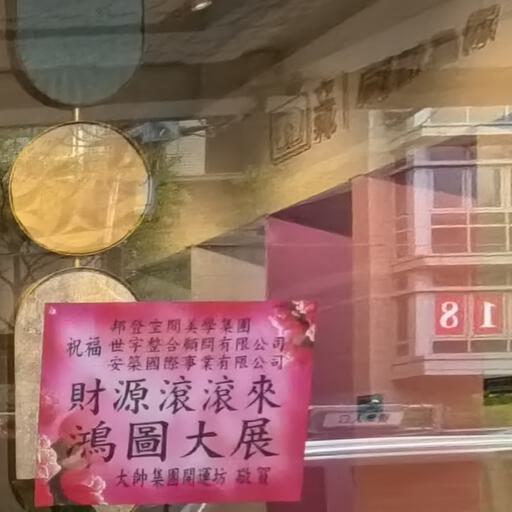 邦登空間美學集團
祝福 世宇整合顧問有限公司
安築國際事業有限公司
財源滾滾來
鴻圖大展
大帥集團開運坊 敬賀
18